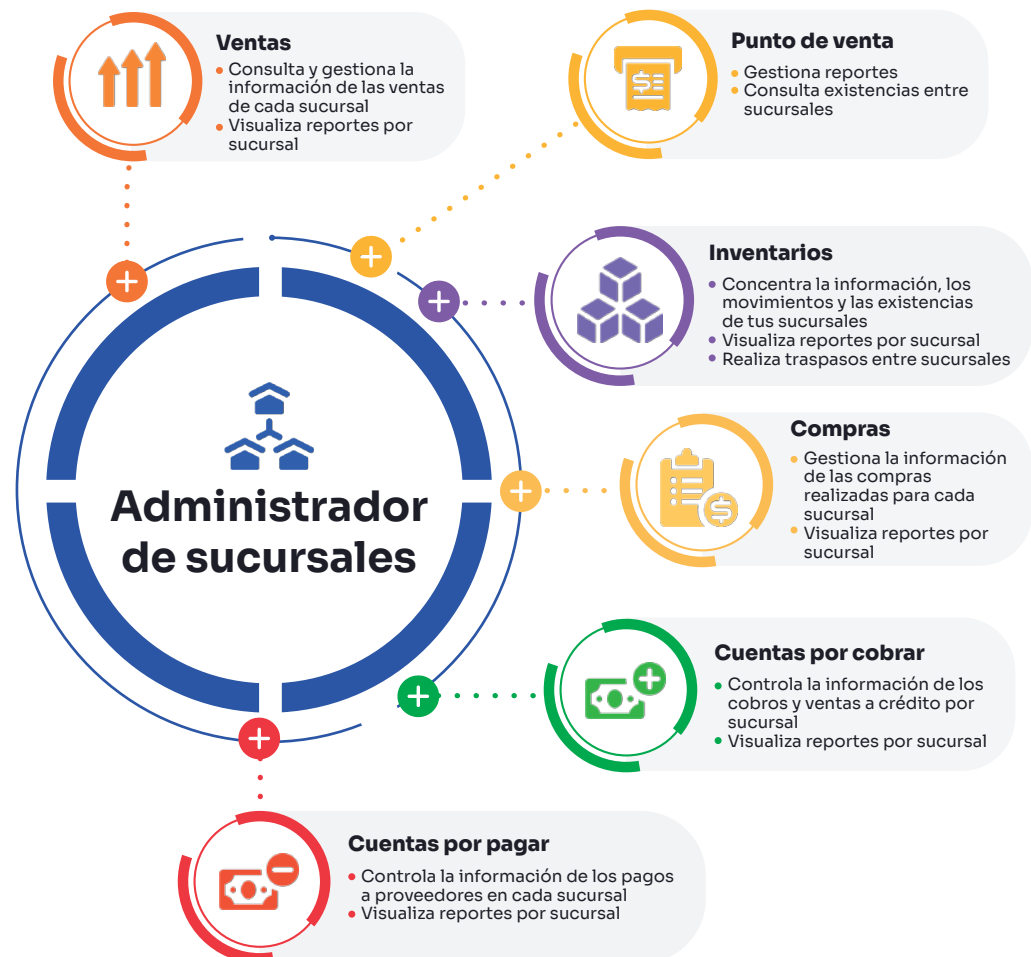 Ventas
Consulta y gestiona la
información de las ventas
de cada sucursal
Visualiza reportes por
sucursal
Punto de venta
Gestiona reportes
Consulta existencias entre
sucursales
Inventarios
Concentra la información, los
movimientos y las existencias
de tus sucursales
Visualiza reportes por sucursal
Realiza traspasos entre sucursales
Administrador
de sucursales
Compras
Gestiona la información
de las compras
realizadas para cada
sucursal
Visualiza reportes por
sucursal
Cuentas por cobrar
Controla la información de los
cobros y ventas a crédito por
sucursal
Visualiza reportes por sucursal
Cuentas por pagar
Controla la información de los pagos
a proveedores en cada sucursal
Visualiza reportes por sucursal